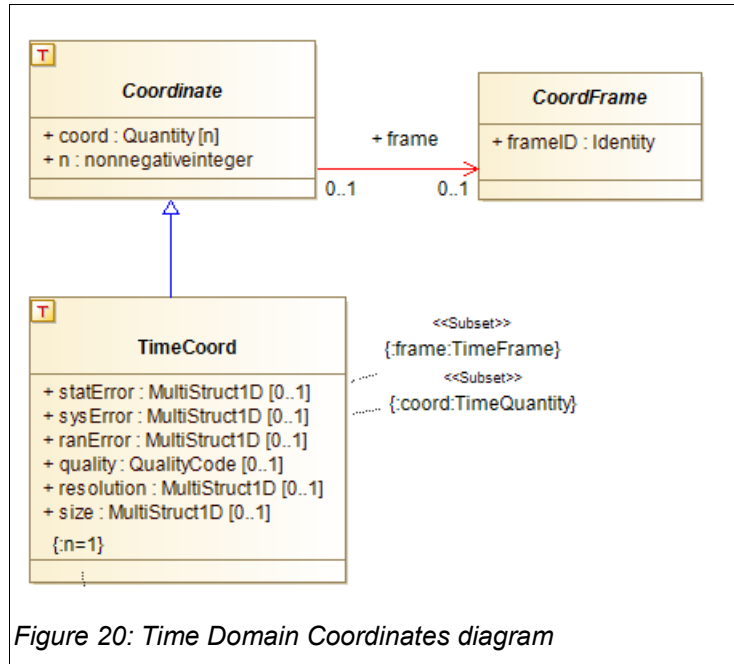 T
Coordinate
+ coord : Quantity [n]
+ n : nonnegativeinteger
+ frame
0..1
0..1
CoordFrame
+ frameID : Identity
T
TimeCoord
+ statError : MultiStruct1D [0..1]
+ sysError : MultiStruct1D [0..1]
+ ranError : MultiStruct1D [0..1]
+ quality : QualityCode [0..1]
+ resolution : MultiStruct1D [0..1]
+ size : MultiStruct1D [0..1]
{:n=1}
<<Subset>>
{:frame:TimeFrame}
<<Subset>>
{:coord:TimeQuantity}
Figure 20: Time Domain Coordinates diagram